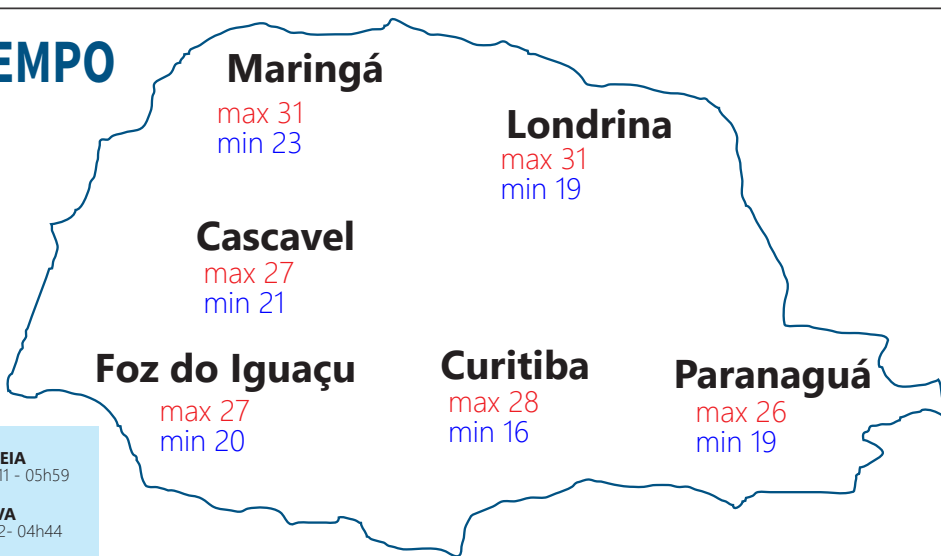 EMPO
Maringá
max 31
min 23
Londrina
max 31
min 19
Cascavel
max 27
min 21
Foz do Iguaçu
max 27
min 20
Curitiba
max 28
min 16
Paranaguá
max 26
min 19
EIA
11 - 05h59
VA
2- 04h44